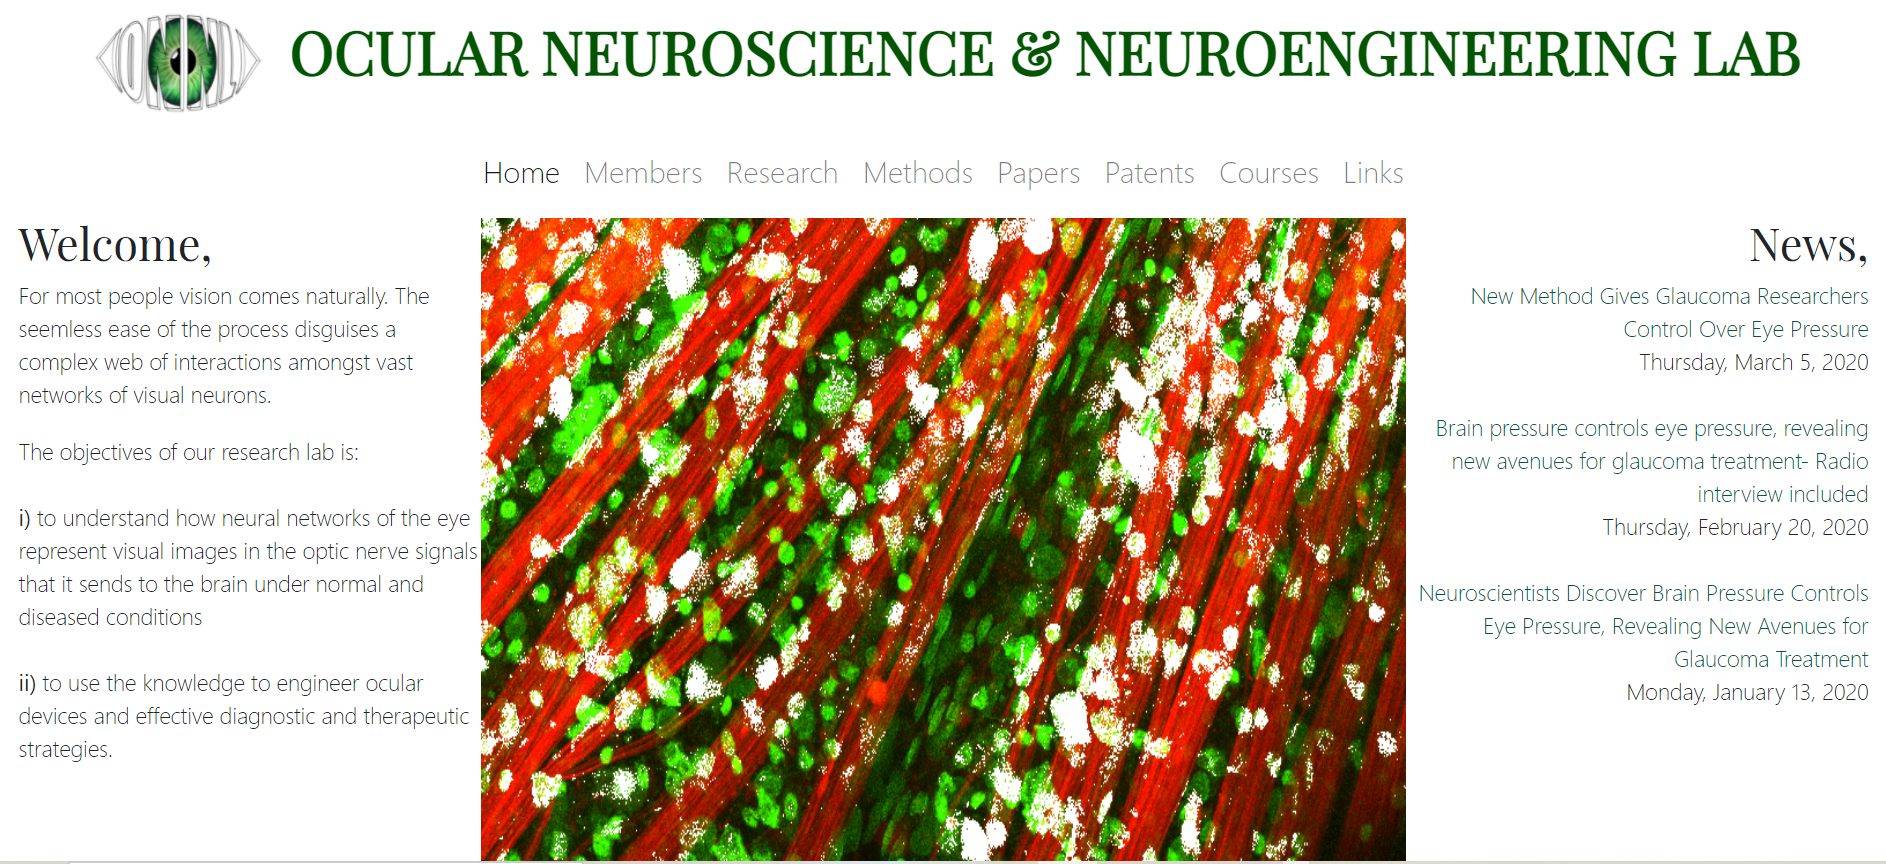 ONNL
OCULAR NEUROSCIENCE & NEUROENGINEERING LAB
Home Members Research Methods Papers Patents Courses Links
Welcome,
For most people vision comes naturally. The
seemless ease of the process disguises a
complex web of interactions amongst vast
networks of visual neurons.
The objectives of our research lab is:
i) to understand how neural networks of the eye
represent visual images in the optic nerve signals
that it sends to the brain under normal and
diseased conditions
ii) to use the knowledge to engineer ocular
devices and effective diagnostic and therapeutic
strategies.
News,
New Method Gives Glaucoma Researchers
Control Over Eye Pressure
Thursday, March 5, 2020
Brain pressure controls eye pressure, revealing
new avenues for glaucoma treatment- Radio
interview included
Thursday, February 20, 2020
Neuroscientists Discover Brain Pressure Controls
Eye Pressure, Revealing New Avenues for
Glaucoma Treatment
Monday, January 13, 2020